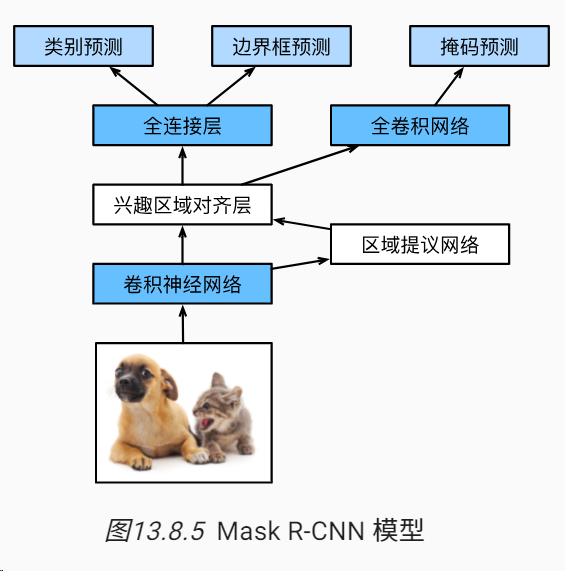 类别预测 边界框预测 掩码预测
全连接层 全卷积网络
兴趣区域对齐层
区域提议网络
卷积神经网络
图13.8.5 Mask R-CNN 模型